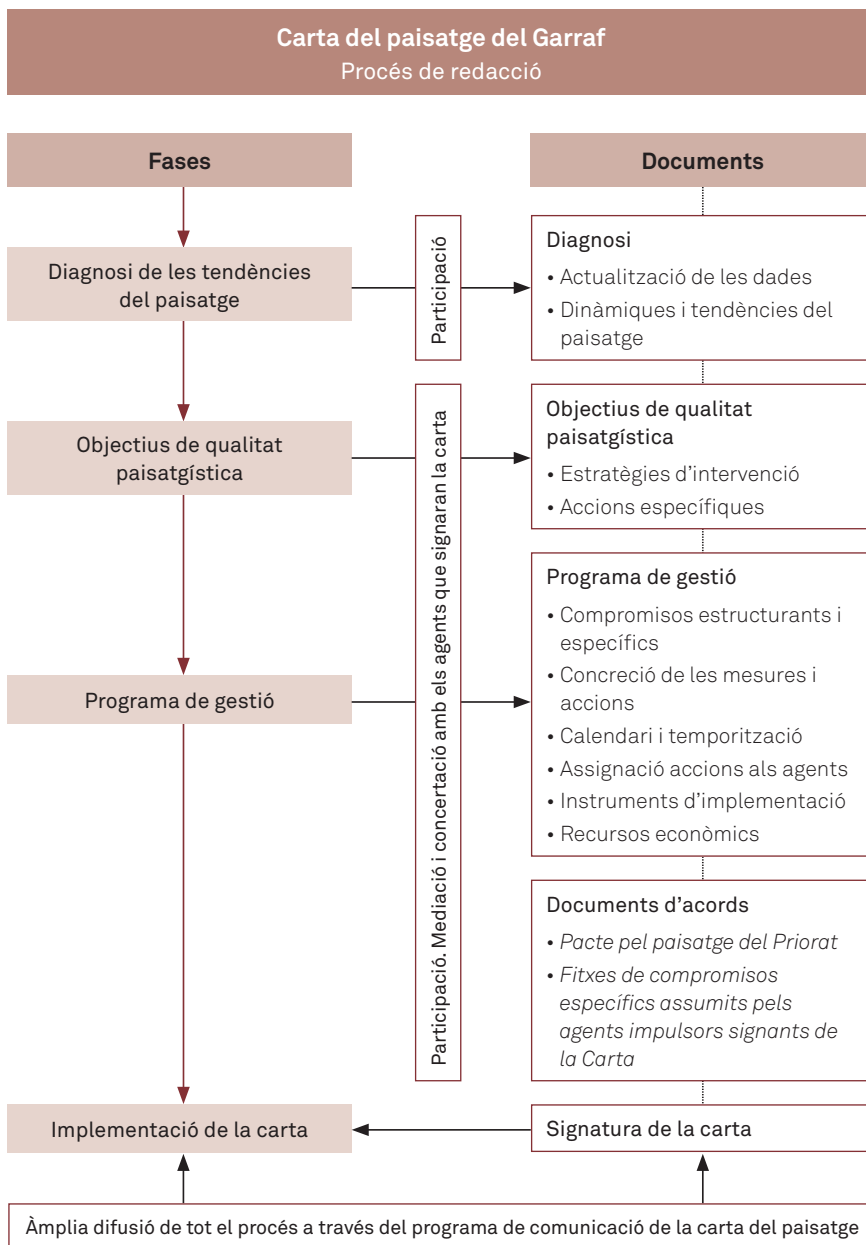 Carta del paisatge del Garraf
Procés de redacció
Fases
Diagnosi de les tendències
del paisatge
Objectius de qualitat
paisatgística
Programa de gestió
Implementació de la carta
Participació
Participació. Mediació i concertació amb els agents que signaran la carta
Documents
Diagnosi
• Actualització de les dades
• Dinàmiques i tendències del
paisatge
Objectius de qualitat
paisatgística
• Estratègies d’intervenció
• Accions específiques
Programa de gestió
• Compromisos estructurants i
específics
• Concreció de les mesures i
accions
• Calendari i temporització
• Assignació accions als agents
• Instruments d’implementació
• Recursos econòmics
Documents d’acords
• Pacte pel paisatge del Priorat
• Fitxes de compromisos
específics assumits pels
agents impulsors signants de
la Carta
Signatura de la carta
Àmplia difusió de tot el procés a través del programa de comunicació de la carta del paisatge